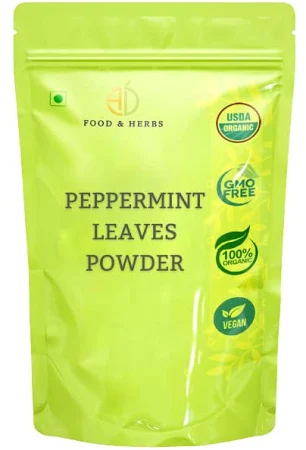 FOOD & HERBS
PEPPERMINT
LEAVES
POWDER
USDA
ORGANIC
GMO
FREE
100%
ORGANIC
VEGAN